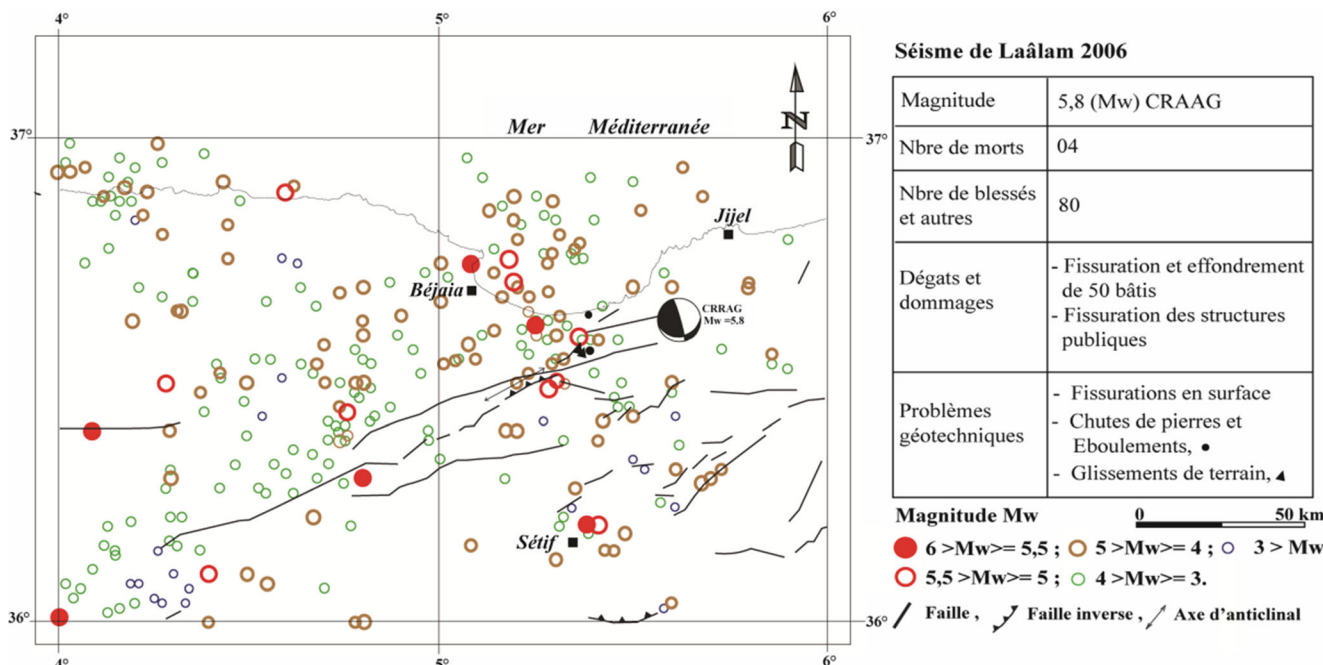 4°
5°
6°
37°
37°
36°
36°
4°
5°
6°
N
Mer Méditerranée
Jijel
Béjaia
CRRAG
Mw =5.8
Sétif
Séisme de Laâlam 2006
Magnitude
5,8 (Mw) CRAAG
Nbre de morts
04
Nbre de blessés
et autres
80
Dégats et
dommages
- Fissuration et effondrement
de 50 bâtis
- Fissuration des structures
publiques
Problèmes
géotechniques
- Fissurations en surface
- Chutes de pierres et
Eboulements,
- Glissements de terrain,
Magnitude Mw
0 50 km
6 >Mw>= 5,5 ; 5 >Mw>= 4 ; 3 > Mw
5,5 >Mw>= 5 ; 4 >Mw>= 3.
Faille , Faille inverse , Axe d'anticlinal